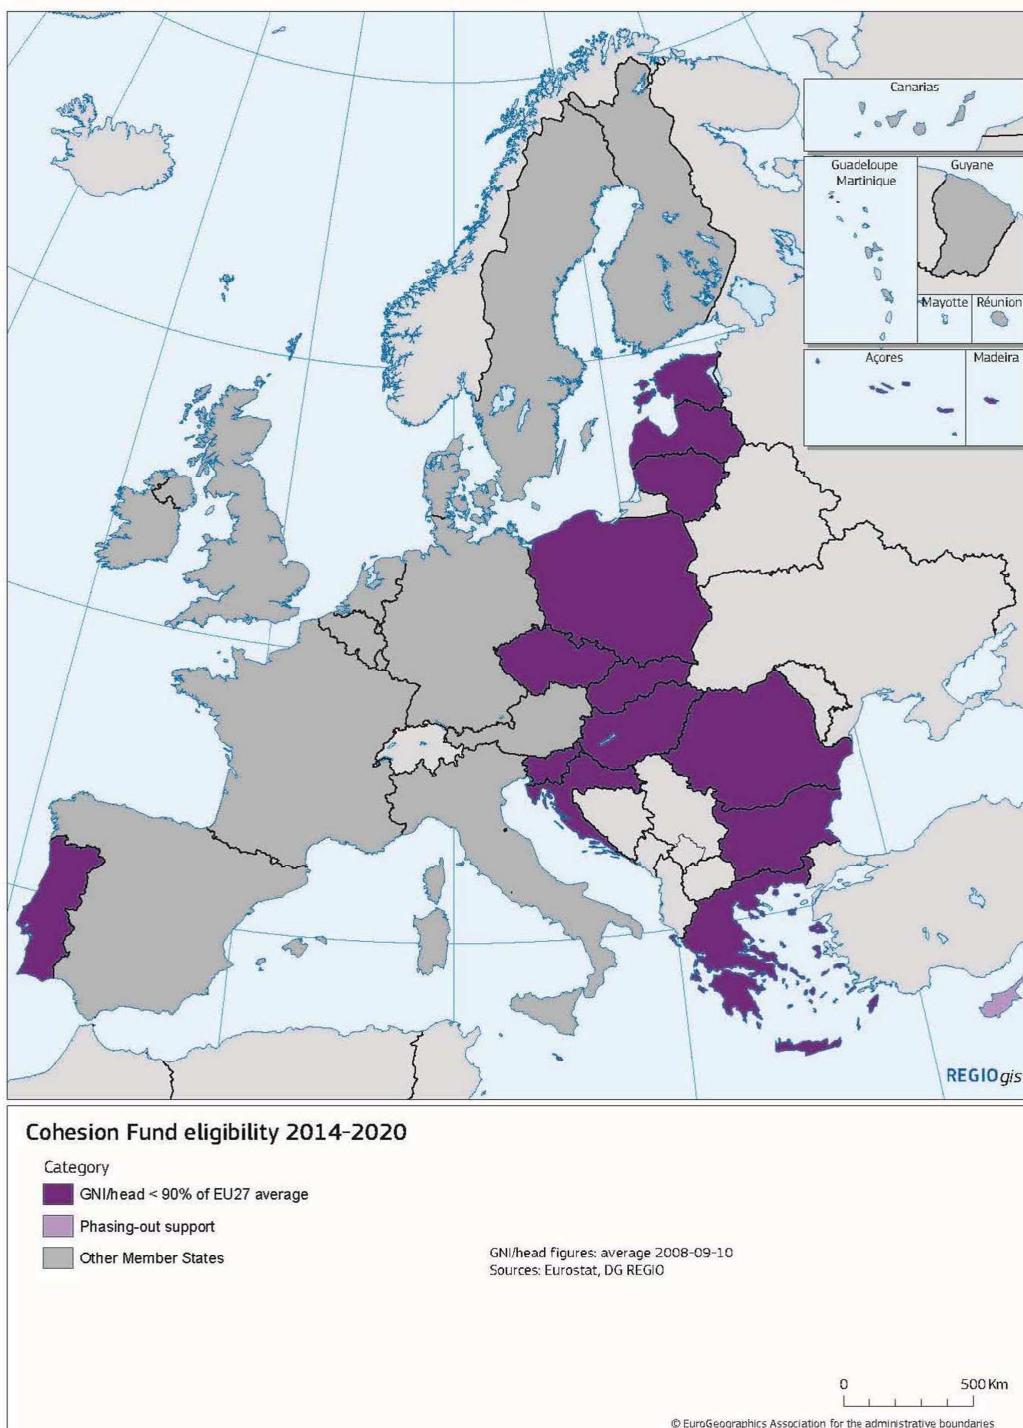 Canarias
Guadeloupe
Martinique
Guyane
Mayotte
Réunion
Açores
Madeira
REGIOgis
Cohesion Fund eligibility 2014-2020
Category
GNI/head < 90% of EU27 average
Phasing-out support
Other Member States
GNI/head figures: average 2008-09-10
Sources: Eurostat, DG REGIO
0 500 Km
© EuroGeographics Association for the administrative boundaries